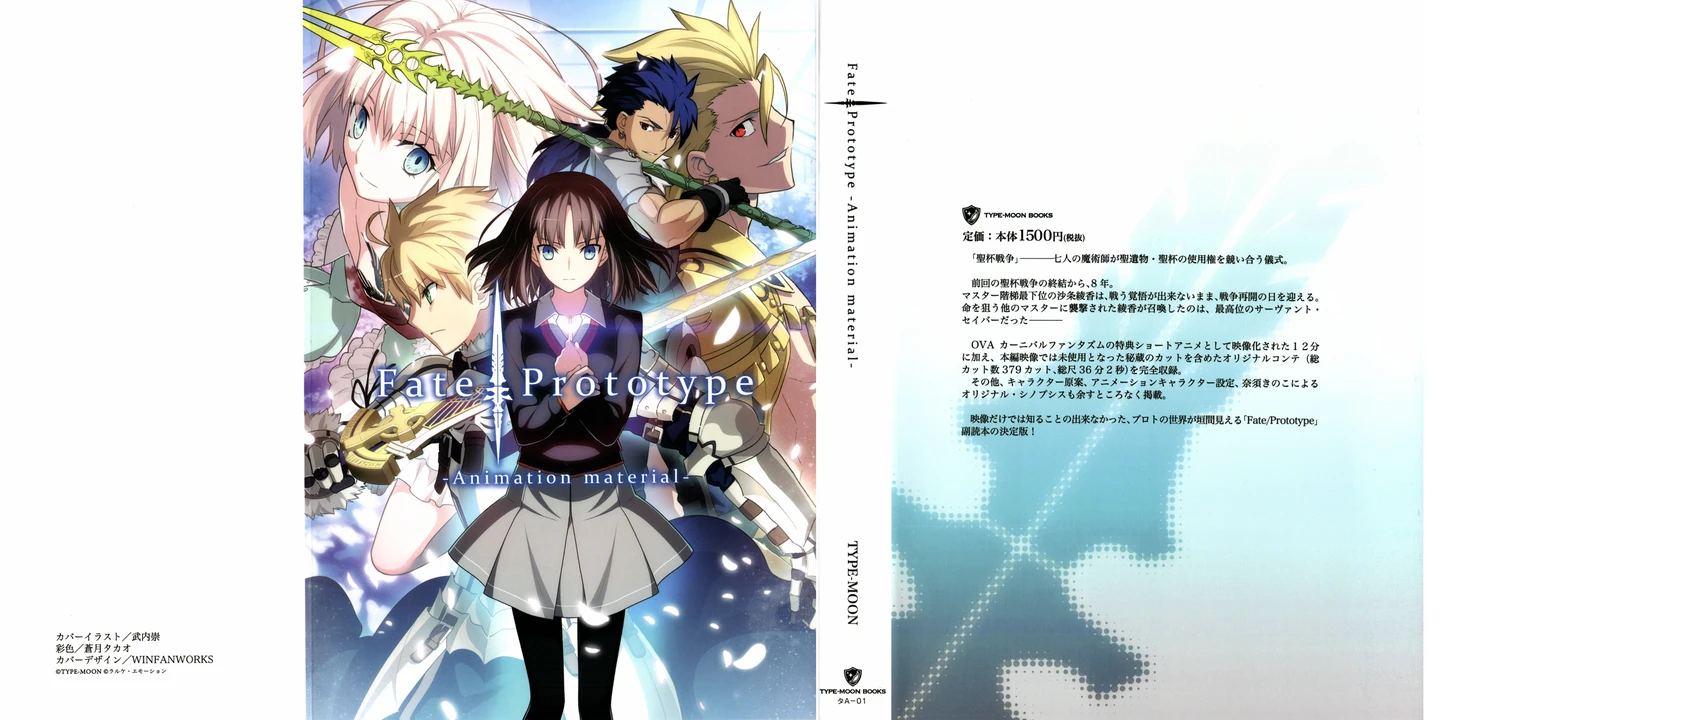 カバーイラスト／武内崇
彩色／蒼月タカオ
カバーデザイン／WINFANWORKS
©TYPE-MOON ©ラルケ・エモーション
Fate Prototype
-Animation material-
Fate Prototype -Animation material-
TYPE-MOON
TYPE-MOON BOOKS
タA-01
TYPE-MOON BOOKS
定価：本体1500円(税抜)
「聖杯戦争」―――七人の魔術師が聖遺物・聖杯の使用権を競い合う儀式。
前回の聖杯戦争の終結から、8年。
マスター階梯最下位の沙条綾香は、戦う覚悟が出来ないまま、戦争再開の日を迎える。
命を狙う他のマスターに襲撃された綾香が召喚したのは、最高位のサーヴァント・
セイバーだった―――
OVA カーニバルファンタズムの特典ショートアニメとして映像化された１２分
に加え、本編映像では未使用となった秘蔵のカットを含めたオリジナルコンテ（総
カット数379カット、総尺36分2秒）を完全収録。
その他、キャラクター原案、アニメーションキャラクター設定、奈須きのこによる
オリジナル・シノプシスも余すところなく掲載。
映像だけでは知ることの出来なかった、プロトの世界が垣間見える「Fate/Prototype」
副読本の決定版！